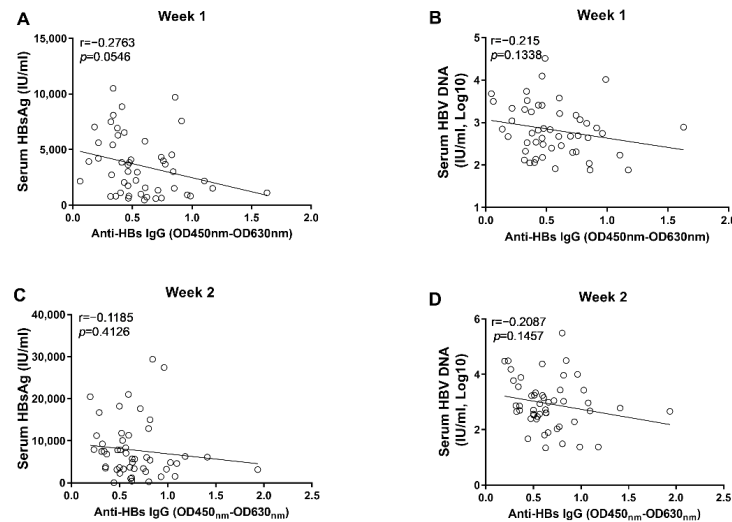 A
Week 1
r=−0.2763
p=0.0546
Serum HBsAg (IU/ml)
15,000
10,000
5,000
0
0.0 0.5 1.0 1.5 2.0
Anti-HBs IgG (OD450nm-OD630nm)
B
Week 1
r=−0.215
p=0.1338
Serum HBV DNA
(IU/ml, Log10)
5
4
3
2
1
0.0 0.5 1.0 1.5 2.0
Anti-HBs IgG (OD450nm-OD630nm)
C
Week 2
r=−0.1185
p=0.4126
Serum HBsAg (IU/ml)
40,000
30,000
20,000
10,000
0
0.0 0.5 1.0 1.5 2.0 2.5
Anti-HBs IgG (OD450nm-OD630nm)
D
Week 2
r=−0.2087
p=0.1457
Serum HBV DNA
(IU/ml, Log10)
6
4
2
0
0.0 0.5 1.0 1.5 2.0 2.5
Anti-HBs IgG (OD450nm-OD630nm)